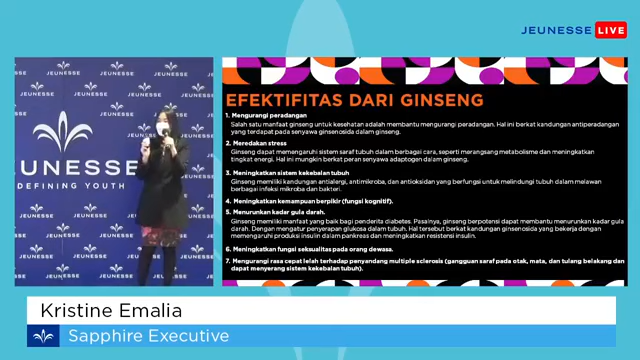 JEUNESSE LIVE
JEUNESSE
JEUNESSE
JEUNESSE
JEUNESSE
EUNESSE
DEFINING YOUTH
EFEKTIFITAS DARI GINSENG
1. Mengurangi peradangan
Salah satu manfaat ginseng untuk kesehatan adalah membantu mengurangi peradangan. Hal ini berkat kandungan antiperadangan
yang terdapat pada senyawa ginsenosida dalam ginseng.
2. Meredakan stress
Ginseng dapat memengaruhi sistem saraf tubuh dalam berbagai cara, seperti merangsang metabolisme dan meningkatkan
tingkat energi. Hal ini mungkin berkat peran senyawa adaptogen dalam ginseng.
3. Meningkatkan sistem kekebalan tubuh
Ginseng memiliki kandungan antialergi, antimikroba, dan antioksidan yang berfungsi untuk melindungi tubuh dalam melawan
berbagai infeksi mikroba dan bakteri.
4. Meningkatkan kemampuan berpikir (fungsi kognitif).
5. Menurunkan kadar gula darah.
Ginseng memiliki manfaat yang baik bagi penderita diabetes. Pasalnya, ginseng berpotensi dapat membantu menurunkan kadar gula
darah. Dengan mengatur penyerapan glukosa dalam tubuh. Hal tersebut berkat kandungan ginsenosida yang bekerja dengan
memengaruhi produksi insulin dalam pankreas dan meningkatkan resistensi insulin.
6. Meningkatkan fungsi seksualitas pada orang dewasa.
7. Mengurangi rasa cepat lelah terhadap penyandang multiple sclerosis (gangguan saraf pada otak, mata, dan tulang belakang dan
dapat menyerang sistem kekebalan tubuh).
Kristine Emalia
Sapphire Executive